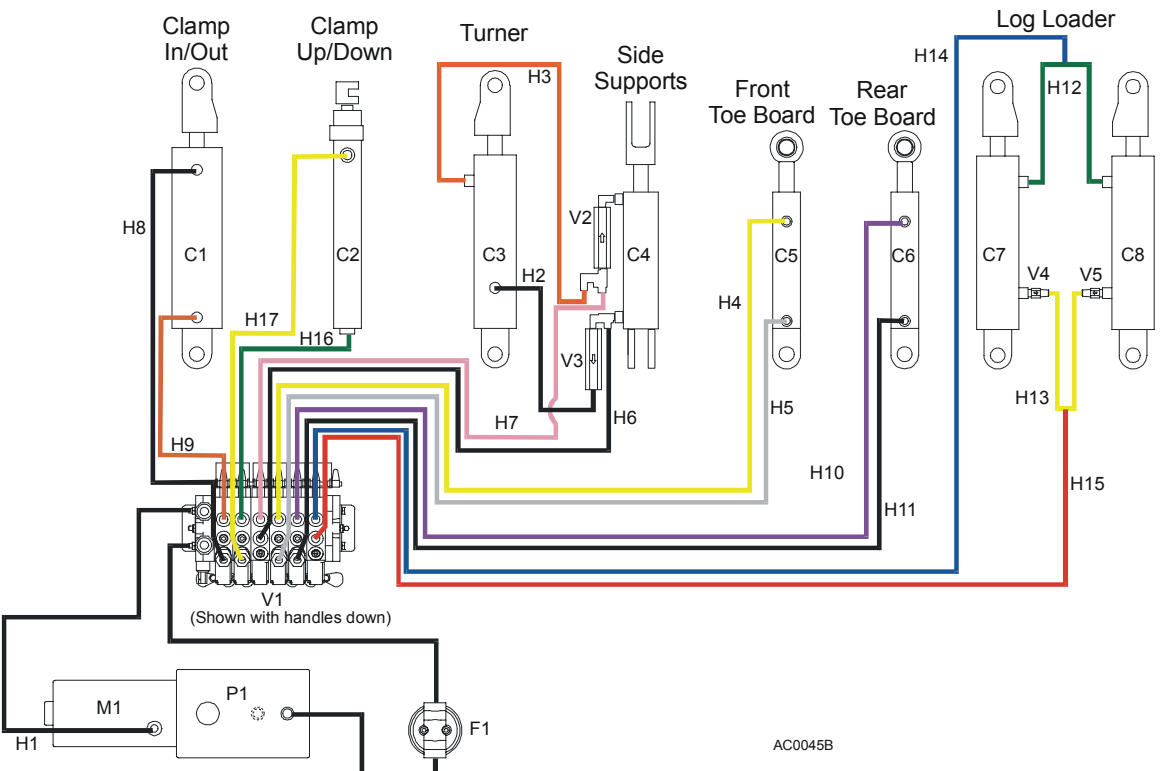 Clamp
In/Out
Clamp
Up/Down
Turner
Side
Supports
Front
Toe Board
Rear
Toe Board
Log Loader
H14
H3
H12
H8
V2
C1
C2
C3
C4
C5
C6
C7
C8
H2
V4
V5
H4
H17
H16
V3
H13
H5
H6
H7
H9
H10
H15
H11
V1
(Shown with handles down)
P1
M1
F1
H1
AC0045B